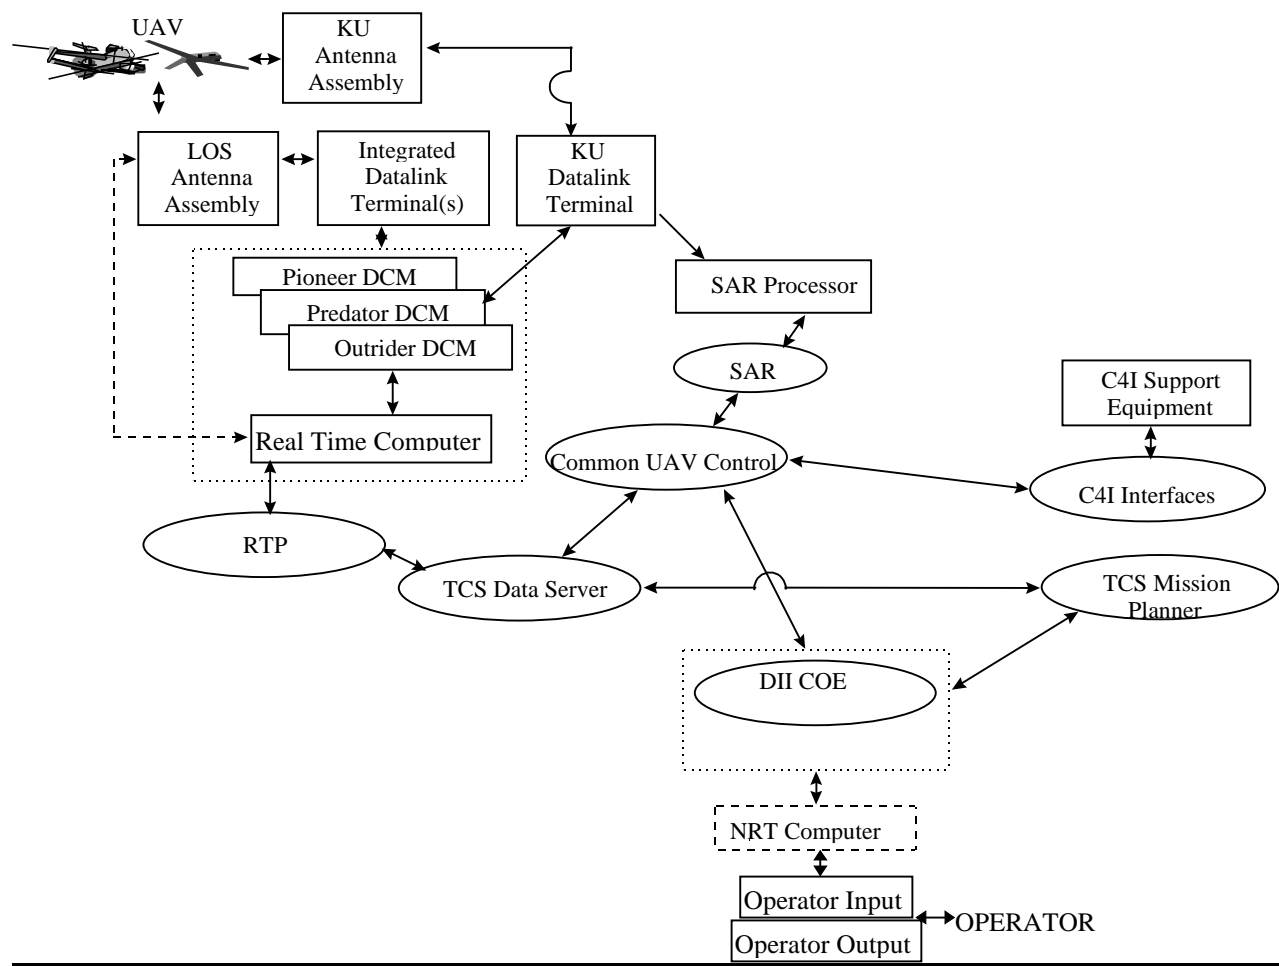 UAV
KU
Antenna
Assembly
LOS
Antenna
Assembly
Integrated
Datalink
Terminal(s)
KU
Datalink
Terminal
Pioneer DCM
Predator DCM
Outrider DCM
Real Time Computer
SAR Processor
SAR
C4I Support
Equipment
Common UAV Control
C4I Interfaces
RTP
TCS Data Server
TCS Mission
Planner
DII COE
NRT Computer
Operator Input
OPERATOR
Operator Output